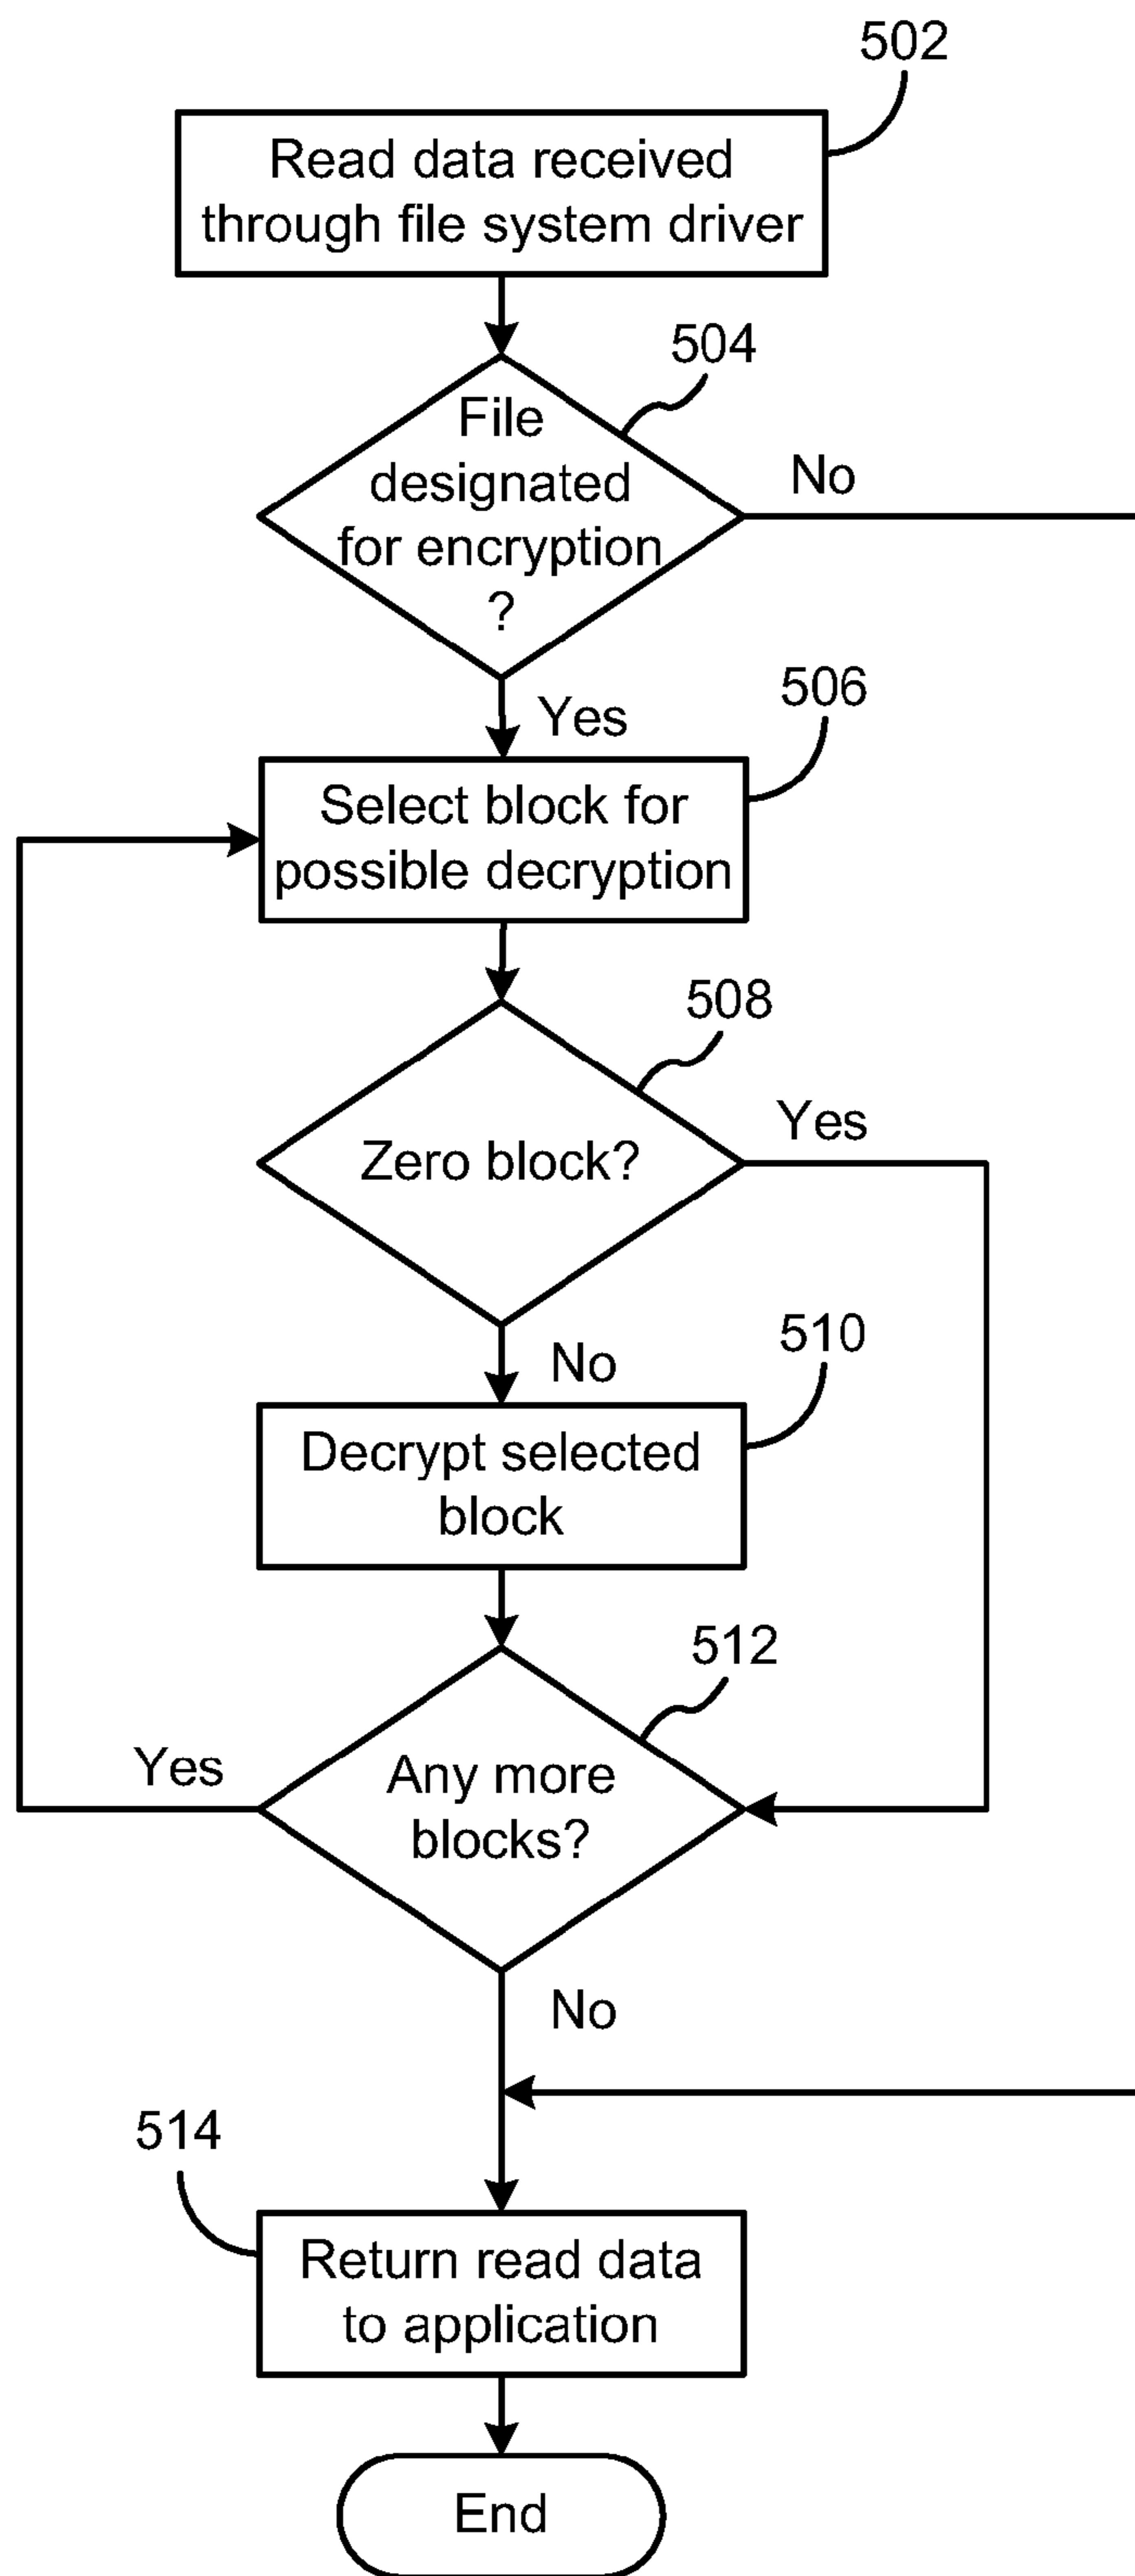 502
Read data received
through file system driver
504
File
designated
for encryption
?
No
Yes
506
Select block for
possible decryption
508
Zero block?
Yes
No
510
Decrypt selected
block
512
Any more
blocks?
Yes
No
514
Return read data
to application
End